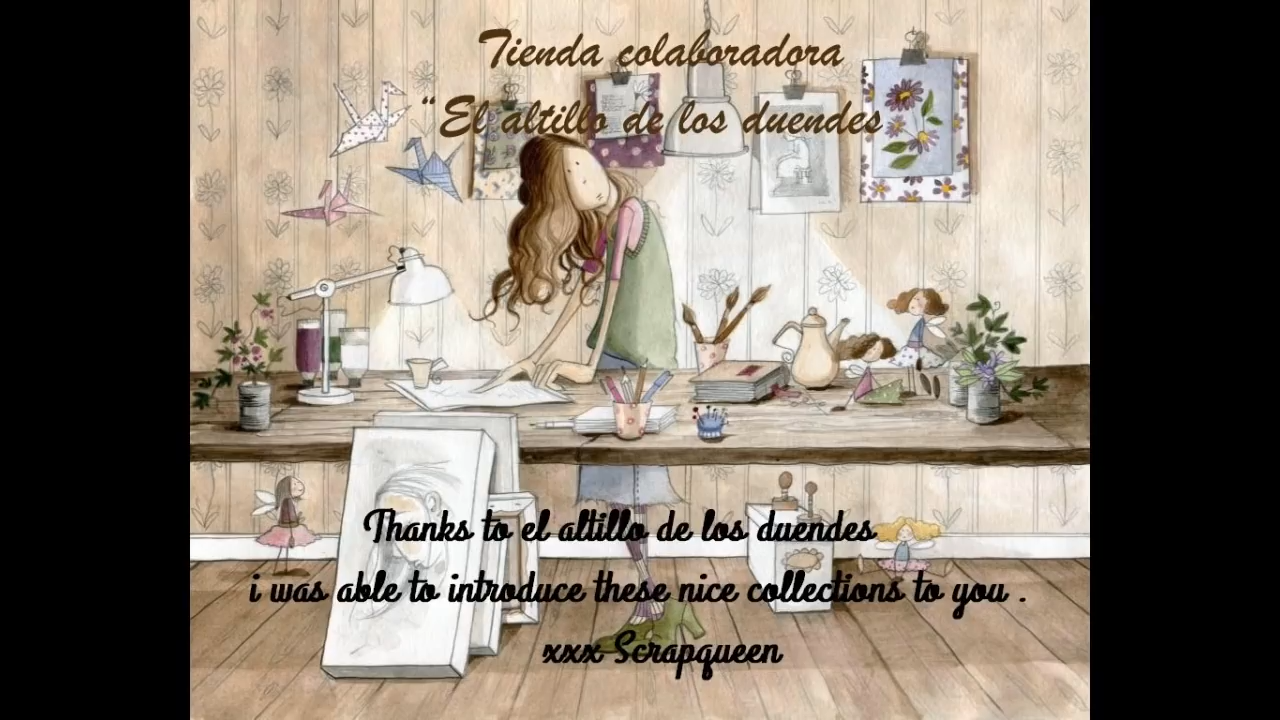 Tienda colaboradora
“El altillo de los duendes
Thanks to el altillo de los duendes
i was able to introduce these nice collections to you .
xxx Scrapqueen